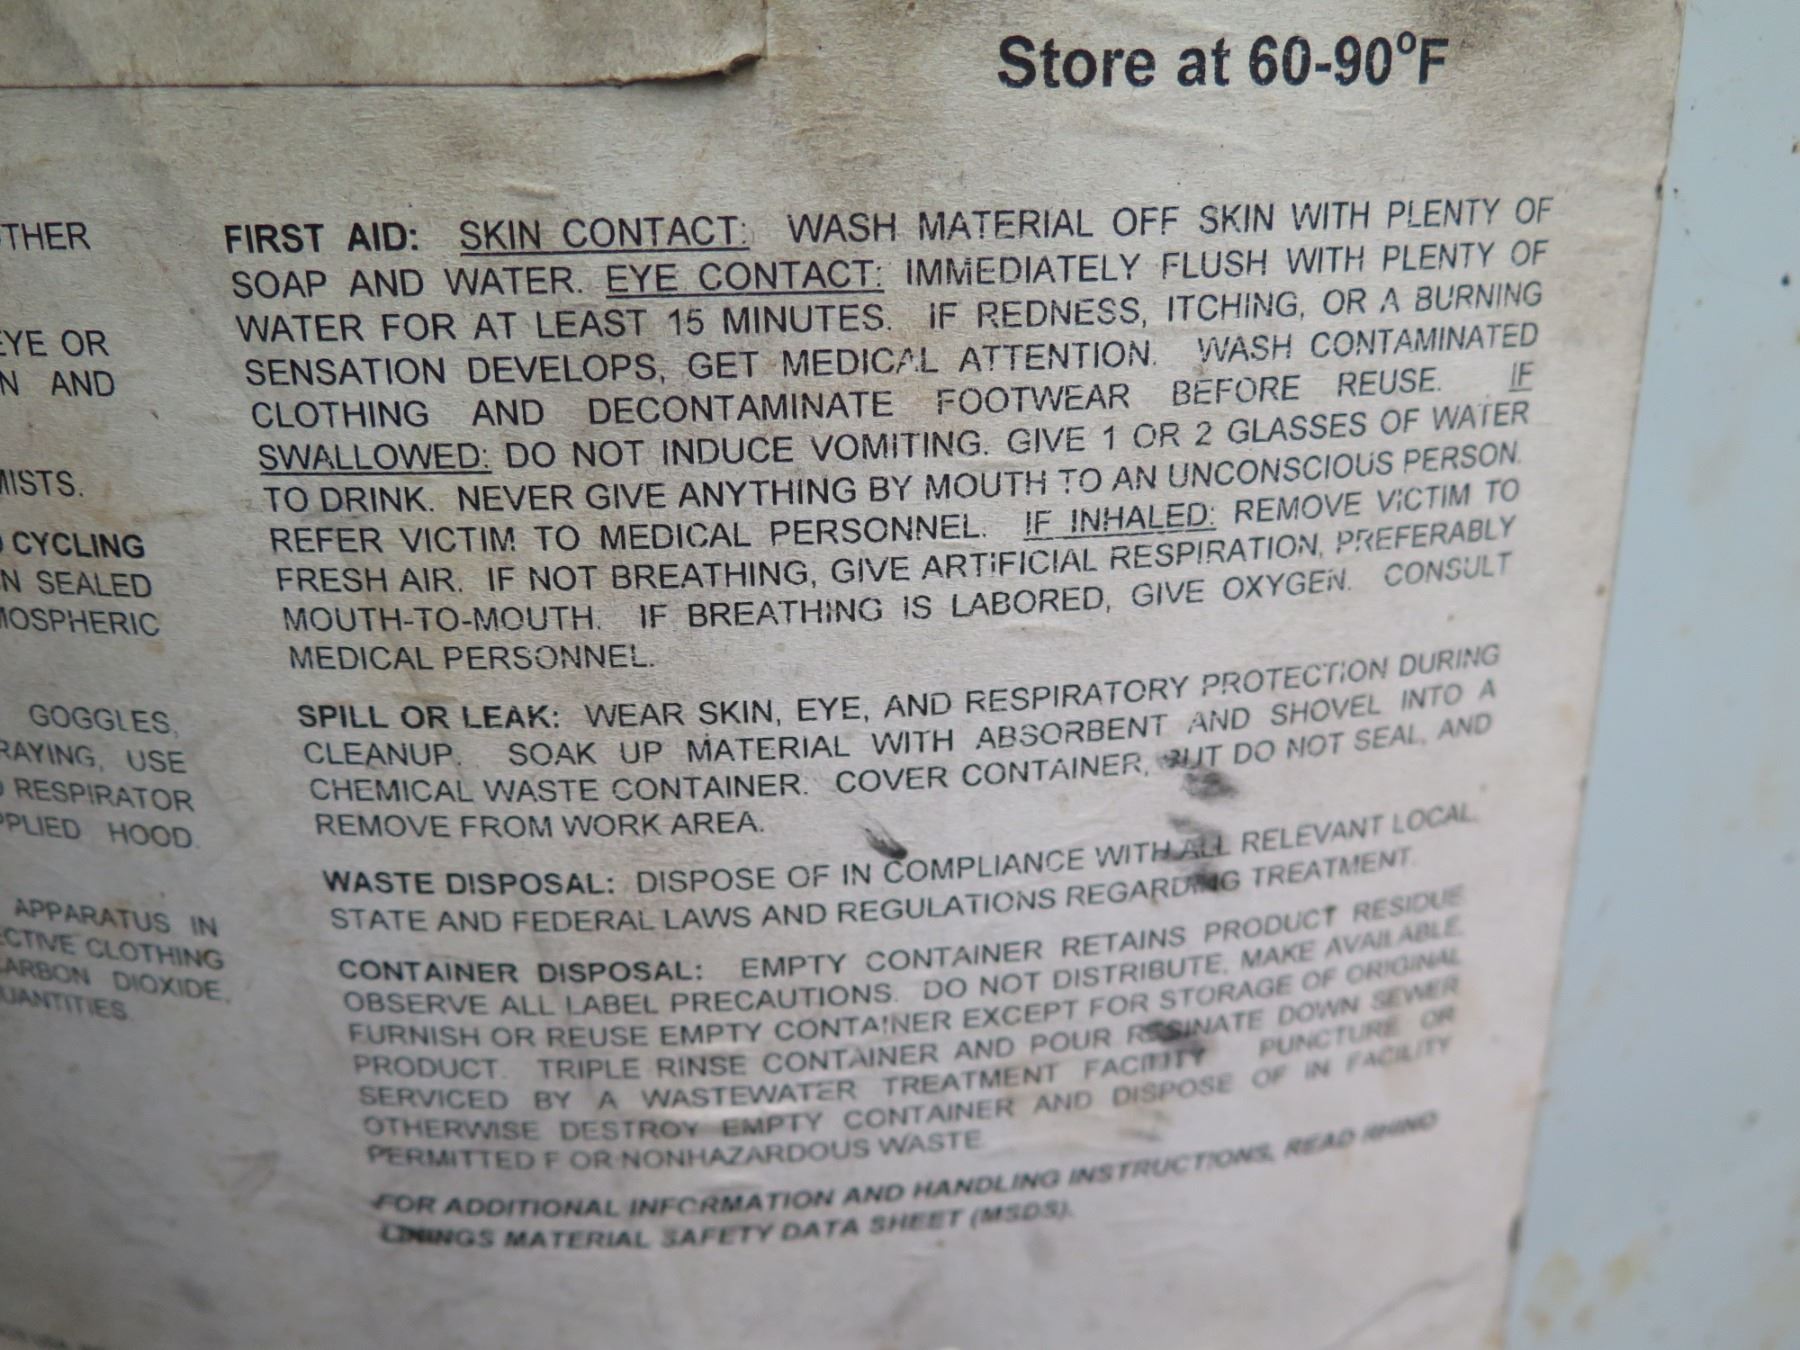 Store at 60-90°F
THER
EYE OR
N AND
MISTS.
CYCLING
N SEALED
MOSPHERIC
GOGGLES,
RAYING, USE
RESPIRATOR
PPLIED HOOD.
APPARATUS IN
ECTIVE CLOTHING
CARBON DIOXIDE,
UANTITIES.
FIRST AID: SKIN CONTACT: WASH MATERIAL OFF SKIN WITH PLENTY OF
SOAP AND WATER. EYE CONTACT: IMMEDIATELY FLUSH WITH PLENTY OF
WATER FOR AT LEAST 15 MINUTES. IF REDNESS, ITCHING, OR A BURNING
SENSATION DEVELOPS, GET MEDICAL ATTENTION. WASH CONTAMINATED
CLOTHING AND DECONTAMINATE FOOTWEAR BEFORE REUSE. IF
SWALLOWED: DO NOT INDUCE VOMITING. GIVE 1 OR 2 GLASSES OF WATER
TO DRINK. NEVER GIVE ANYTHING BY MOUTH TO AN UNCONSCIOUS PERSON.
REFER VICTIM TO MEDICAL PERSONNEL. IF INHALED: REMOVE VICTIM TO
FRESH AIR. IF NOT BREATHING, GIVE ARTIFICIAL RESPIRATION, PREFERABLY
MOUTH-TO-MOUTH. IF BREATHING IS LABORED, GIVE OXYGEN. CONSULT
MEDICAL PERSONNEL.
SPILL OR LEAK: WEAR SKIN, EYE, AND RESPIRATORY PROTECTION DURING
CLEANUP. SOAK UP MATERIAL WITH ABSORBENT AND SHOVEL INTO A
CHEMICAL WASTE CONTAINER. COVER CONTAINER, BUT DO NOT SEAL, AND
REMOVE FROM WORK AREA.
WASTE DISPOSAL: DISPOSE OF IN COMPLIANCE WITH ALL RELEVANT LOCAL,
STATE AND FEDERAL LAWS AND REGULATIONS REGARDING TREATMENT.
CONTAINER DISPOSAL: EMPTY CONTAINER RETAINS PRODUCT RESIDUE.
OBSERVE ALL LABEL PRECAUTIONS. DO NOT DISTRIBUTE, MAKE AVAILABLE,
FURNISH OR REUSE EMPTY CONTAINER EXCEPT FOR STORAGE OF ORIGINAL
PRODUCT. TRIPLE RINSE CONTAINER AND POUR RESINATE DOWN SEWER
SERVICED BY A WASTEWATER TREATMENT FACITITY PUNCTURE OR
OTHERWISE DESTROY EMPTY CONTAINER AND DISPOSE OF IN FACILITY
PERMITTED F OR NONHAZARDOUS WASTE.
FOR ADDITIONAL INFORMATION AND HANDLING INSTRUCTIONS, READ RHINO
LININGS MATERIAL SAFETY DATA SHEET (MSDS).